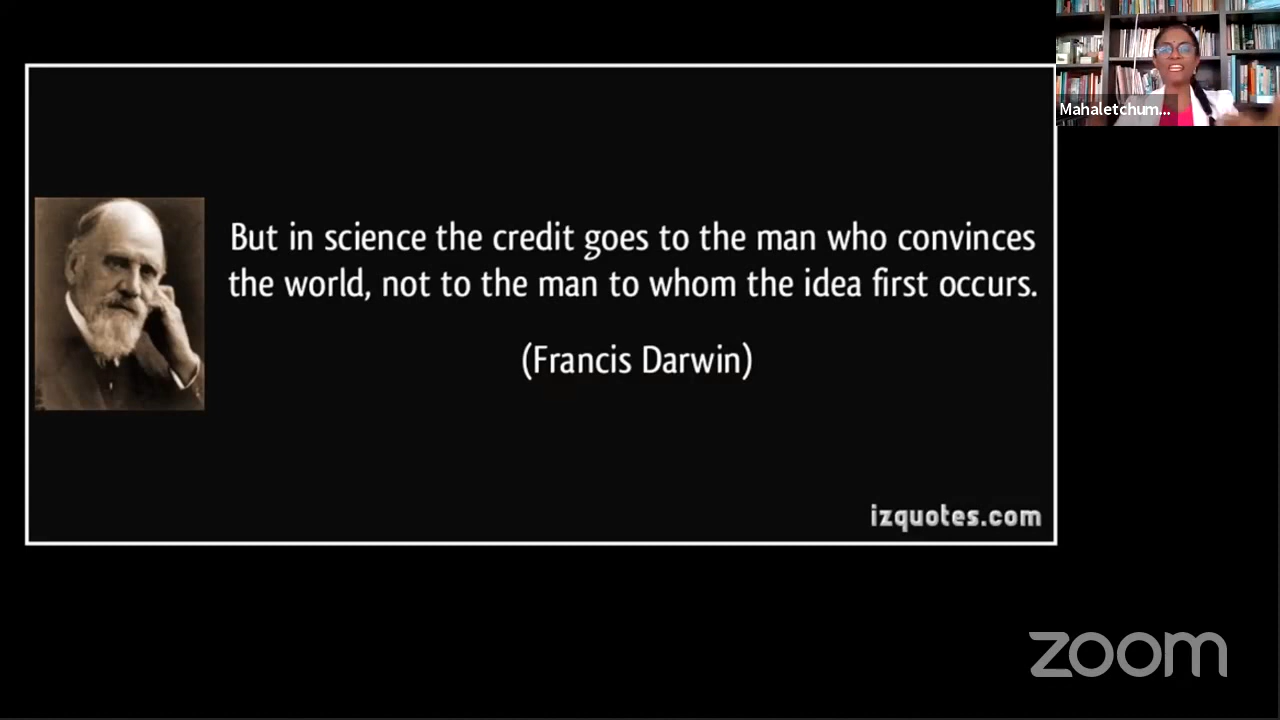 Mahaletchum...
But in science the credit goes to the man who convinces
the world, not to the man to whom the idea first occurs.
(Francis Darwin)
izquotes.com
zoom